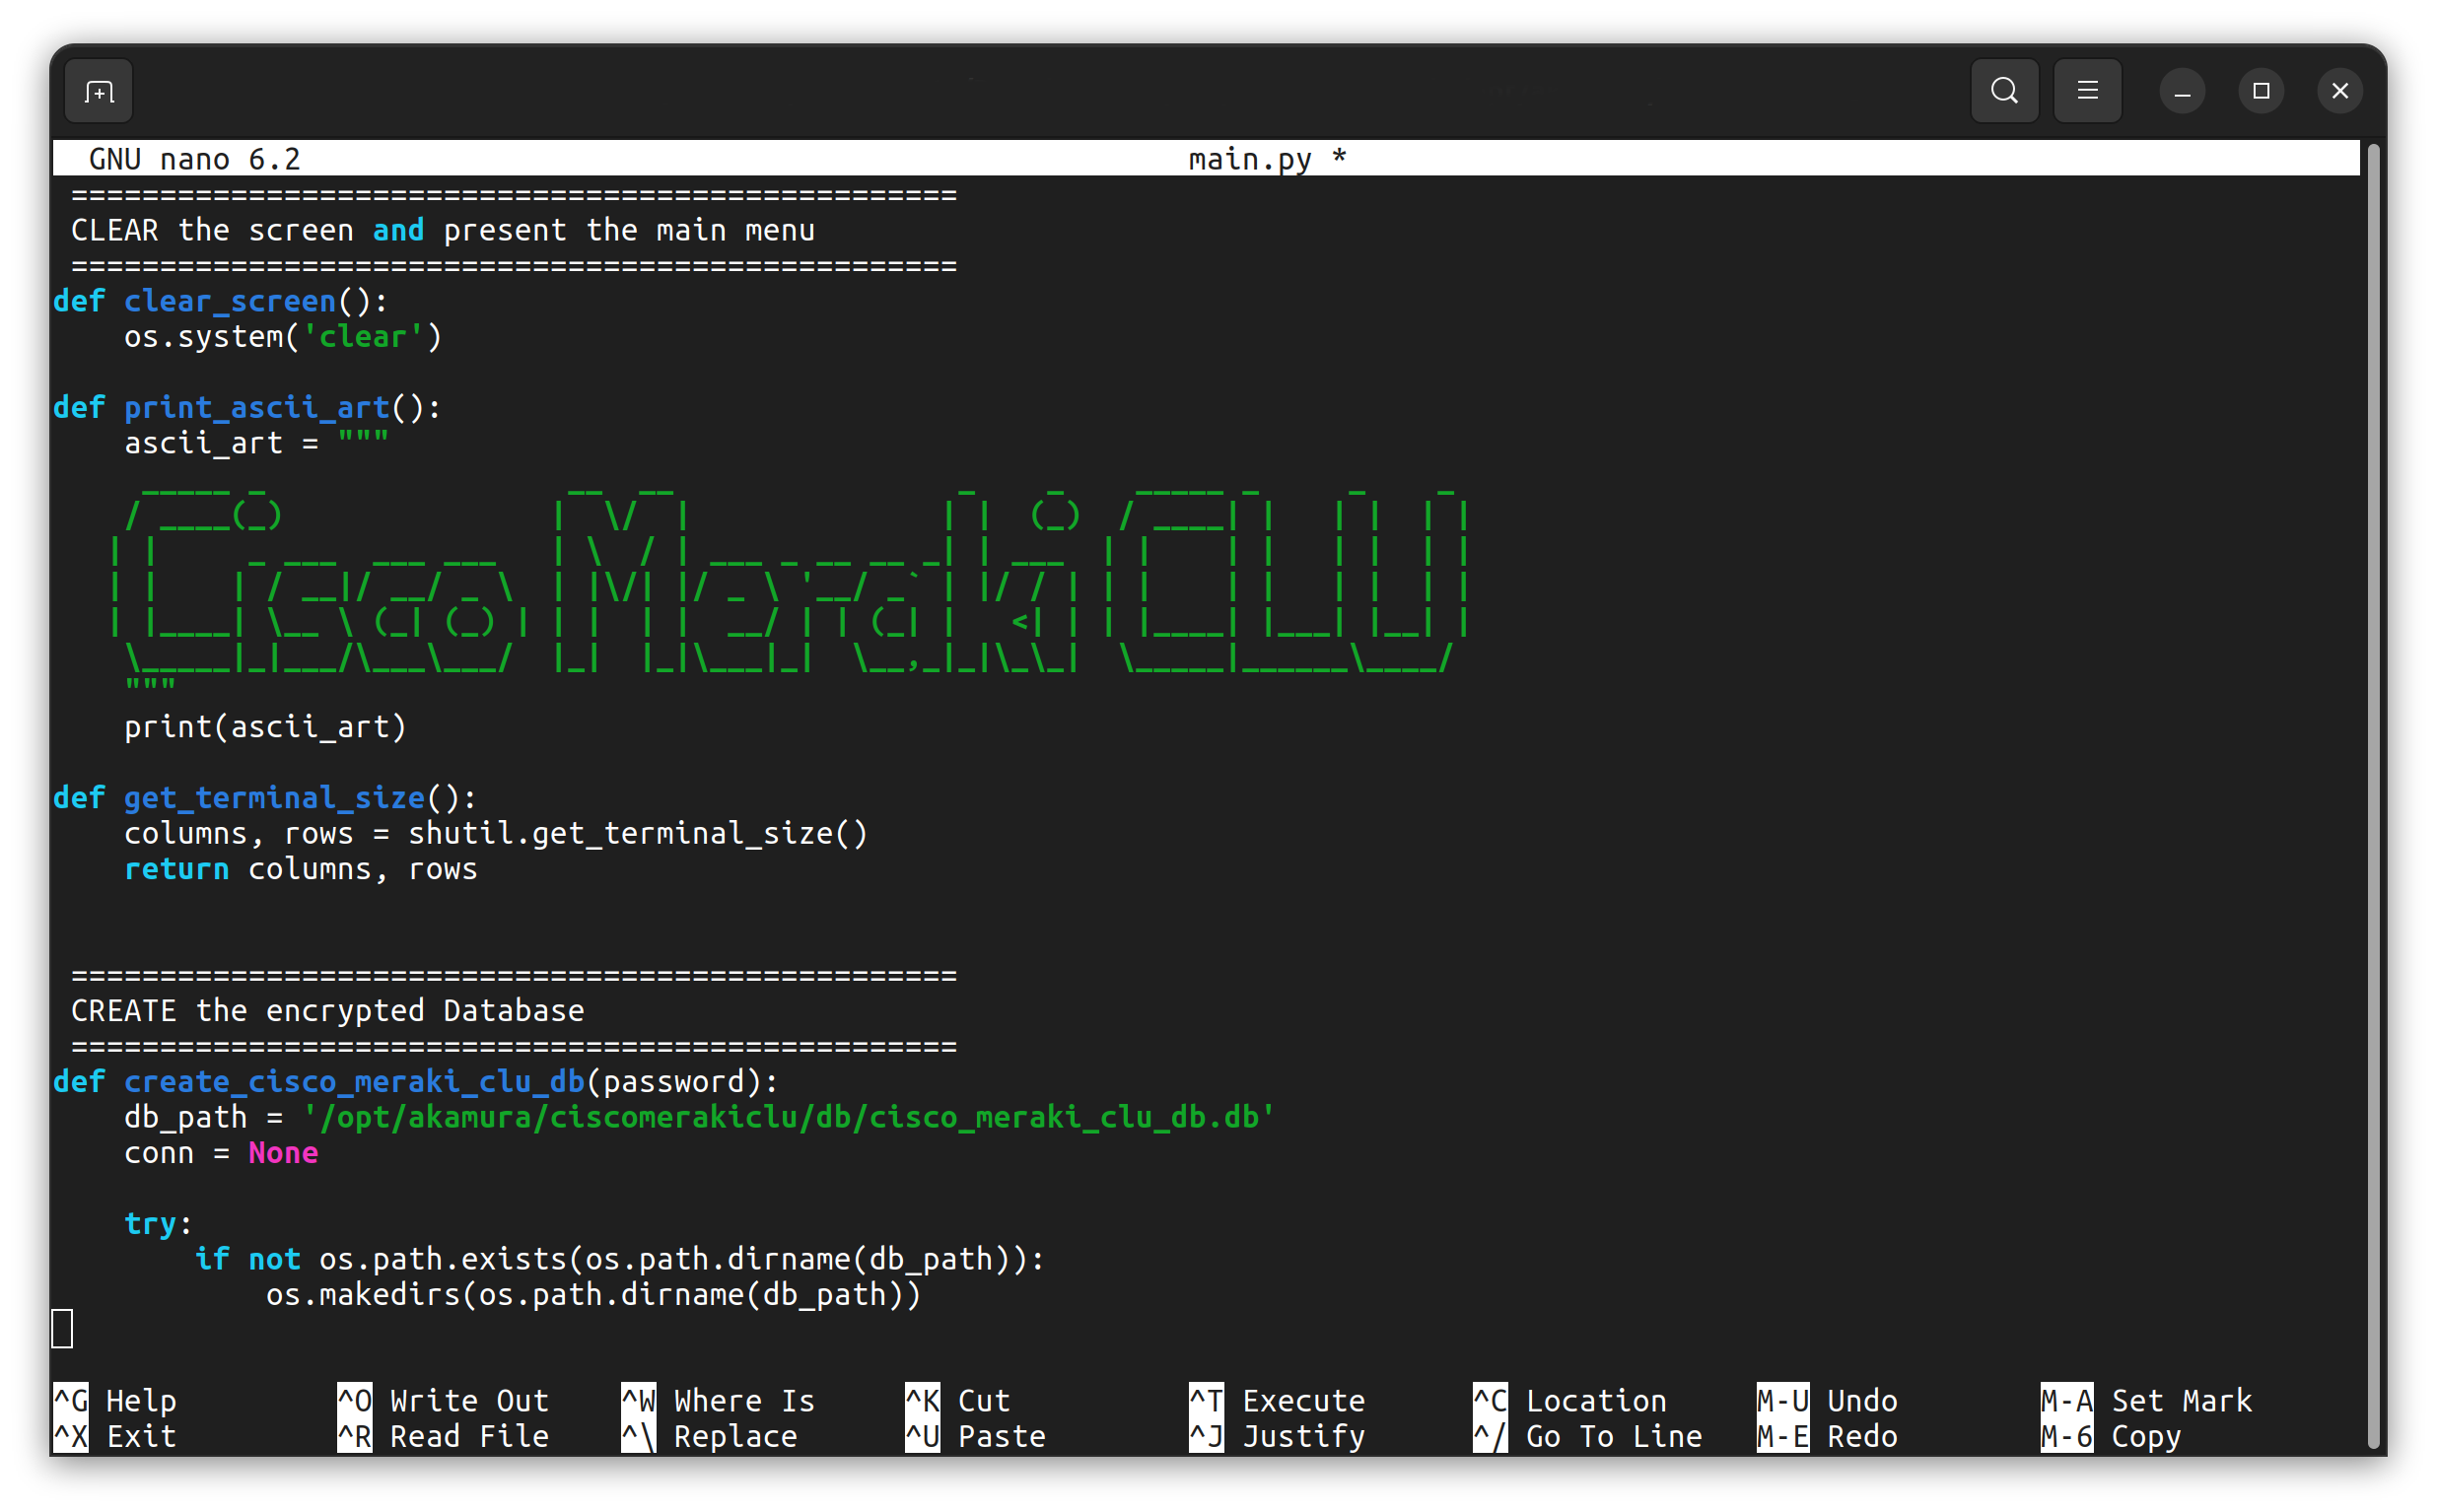 GNU nano 6.2 main.py *
==================================================
CLEAR the screen and present the main menu
==================================================
def clear_screen():
    os.system('clear')
def print_ascii_art():
    ascii_art = """
Cisco Meraki CLU
    """
    print(ascii_art)
def get_terminal_size():
    columns, rows = shutil.get_terminal_size()
    return columns, rows
==================================================
CREATE the encrypted Database
==================================================
def create_cisco_meraki_clu_db(password):
    db_path = '/opt/akamura/ciscomerakiclu/db/cisco_meraki_clu_db.db'
    conn = None
    try:
        if not os.path.exists(os.path.dirname(db_path)):
            os.makedirs(os.path.dirname(db_path))
^G Help ^O Write Out ^W Where Is ^K Cut ^T Execute ^C Location M-U Undo M-A Set Mark
^X Exit ^R Read File ^\ Replace ^U Paste ^J Justify ^/ Go To Line M-E Redo M-6 Copy